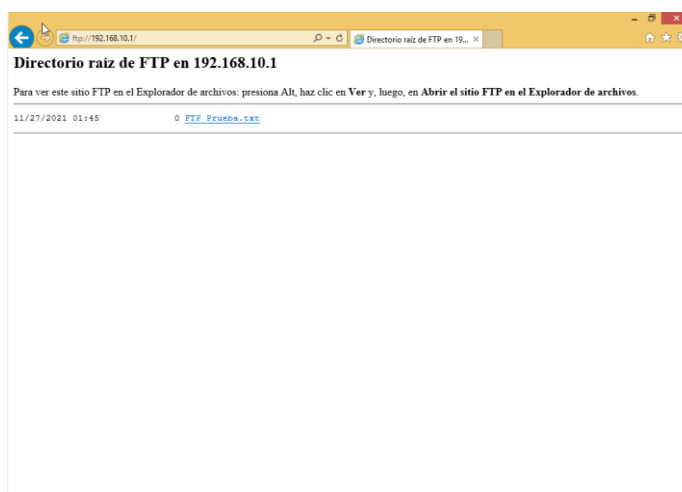 ftp://192.168.10.1/
Directorio raíz de FTP en 19...
Directorio raíz de FTP en 192.168.10.1
Para ver este sitio FTP en el Explorador de archivos: presiona Alt, haz clic en Ver y, luego, en Abrir el sitio FTP en el Explorador de archivos.
11/27/2021 01:45 0 FTP Prueba.txt